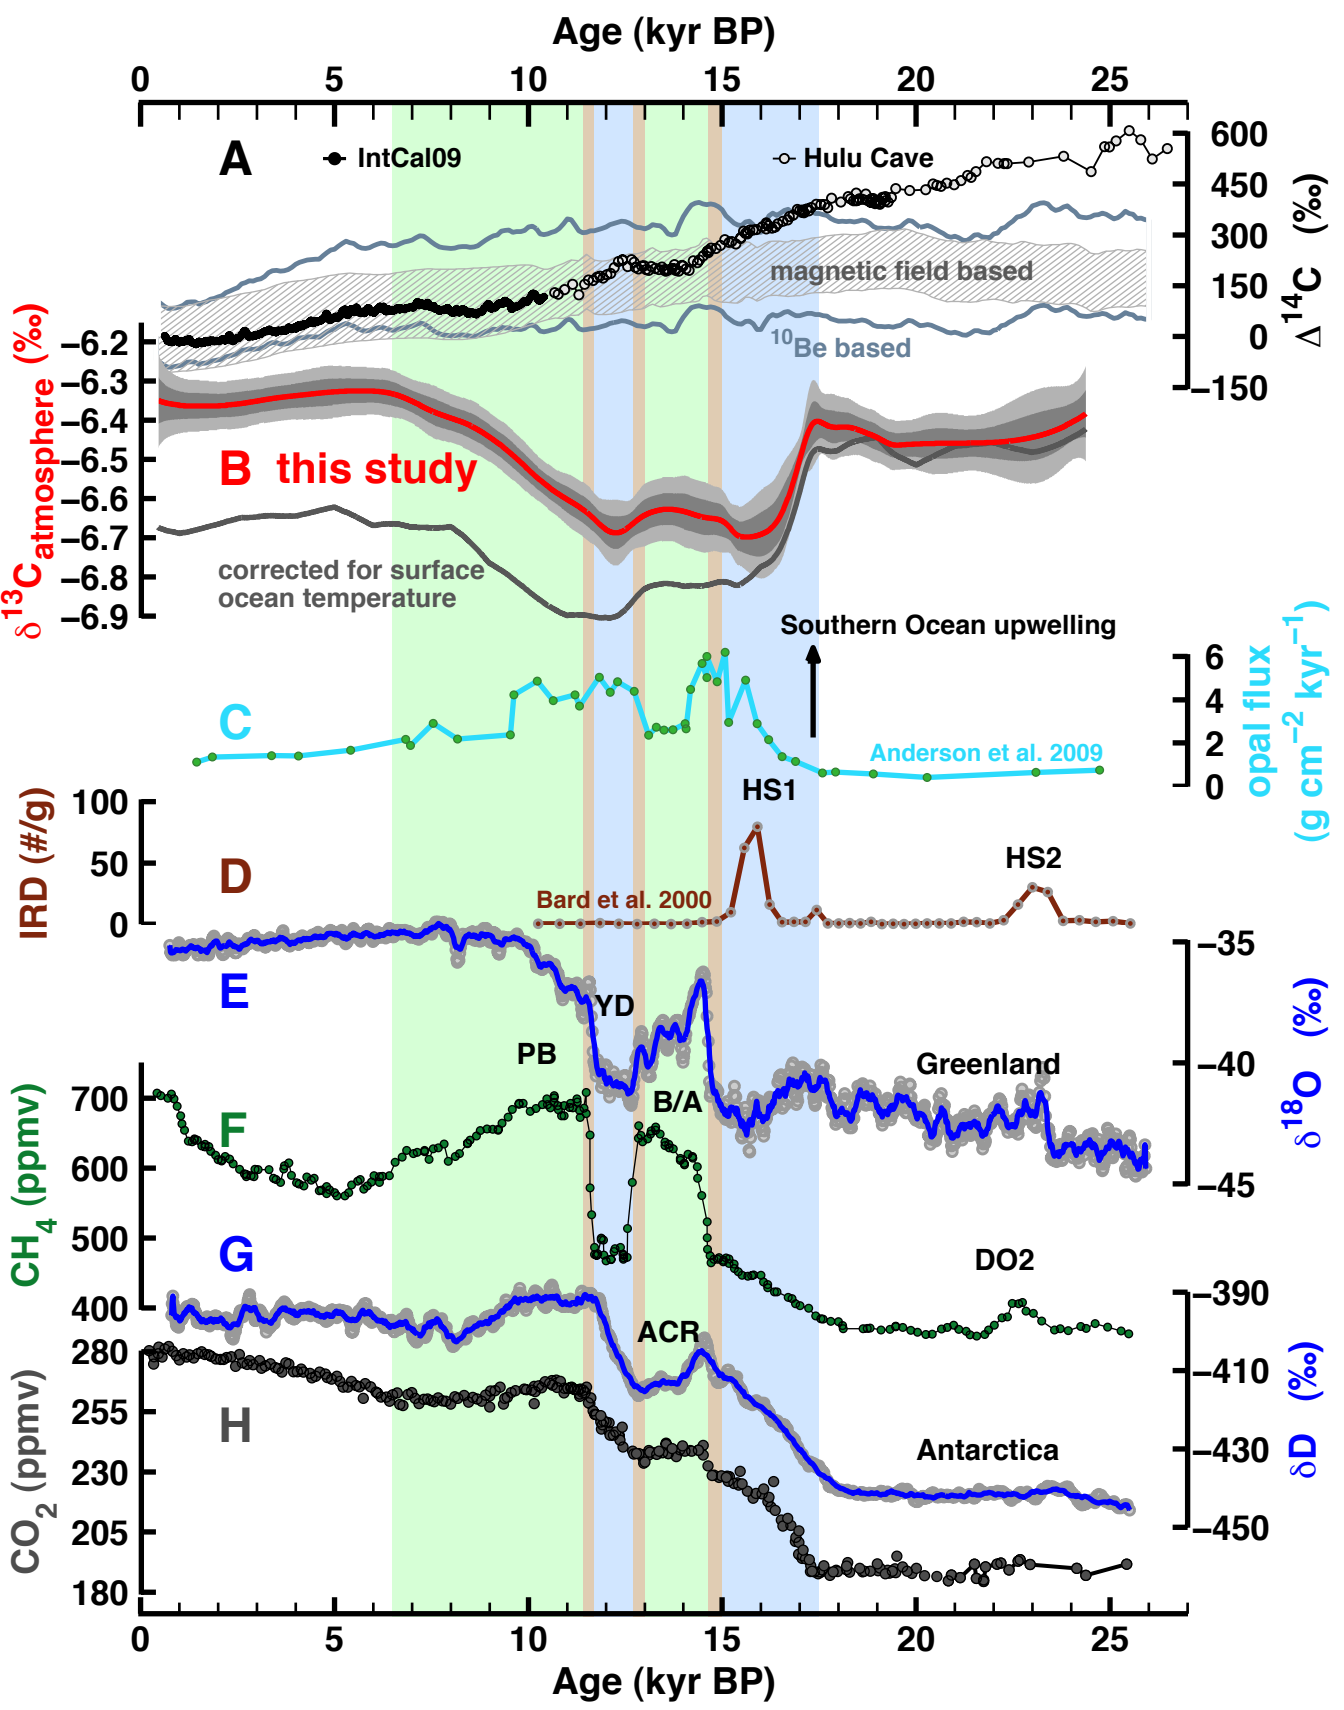 Age (kyr BP)
0 5 10 15 20 25
A
IntCal09
Hulu Cave
600
450
300
150
0
−150
Δ14C (‰)
magnetic field based
10Be based
δ13Catmosphere (‰)
−6.2
−6.3
−6.4
−6.5
−6.6
−6.7
−6.8
−6.9
B this study
corrected for surface
ocean temperature
Southern Ocean upwelling
C
6
4
2
0
opal flux
(g cm−2 kyr−1)
Anderson et al. 2009
HS1
IRD (#/g)
100
50
0
D
Bard et al. 2000
HS2
E
−35
−40
−45
δ18O (‰)
YD
PB
B/A
Greenland
CH4 (ppmv)
700
600
500
400
F
DO2
G
ACR
−390
−410
−430
−450
δD (‰)
Antarctica
CO2 (ppmv)
280
255
230
205
180
H
0 5 10 15 20 25
Age (kyr BP)